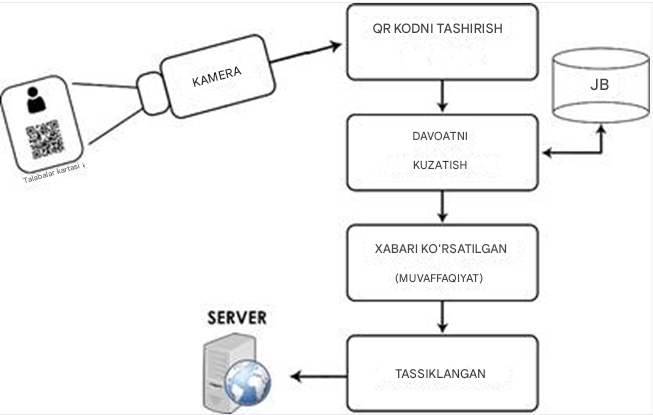 QR KODNI TASHIRISH
KAMERA
JB
DAVOATNI
KUZATISH
Talabalar kartasi
XABARI KO'RSATILGAN
(MUVAFFAQIYAT)
SERVER
TASSIKLANGAN